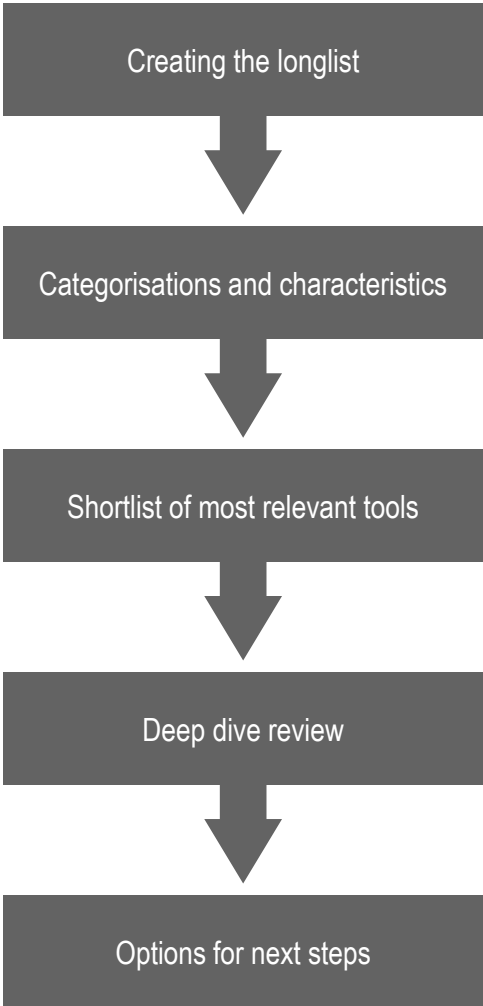 Creating the longlist
Categorisations and characteristics
Shortlist of most relevant tools
Deep dive review
Options for next steps